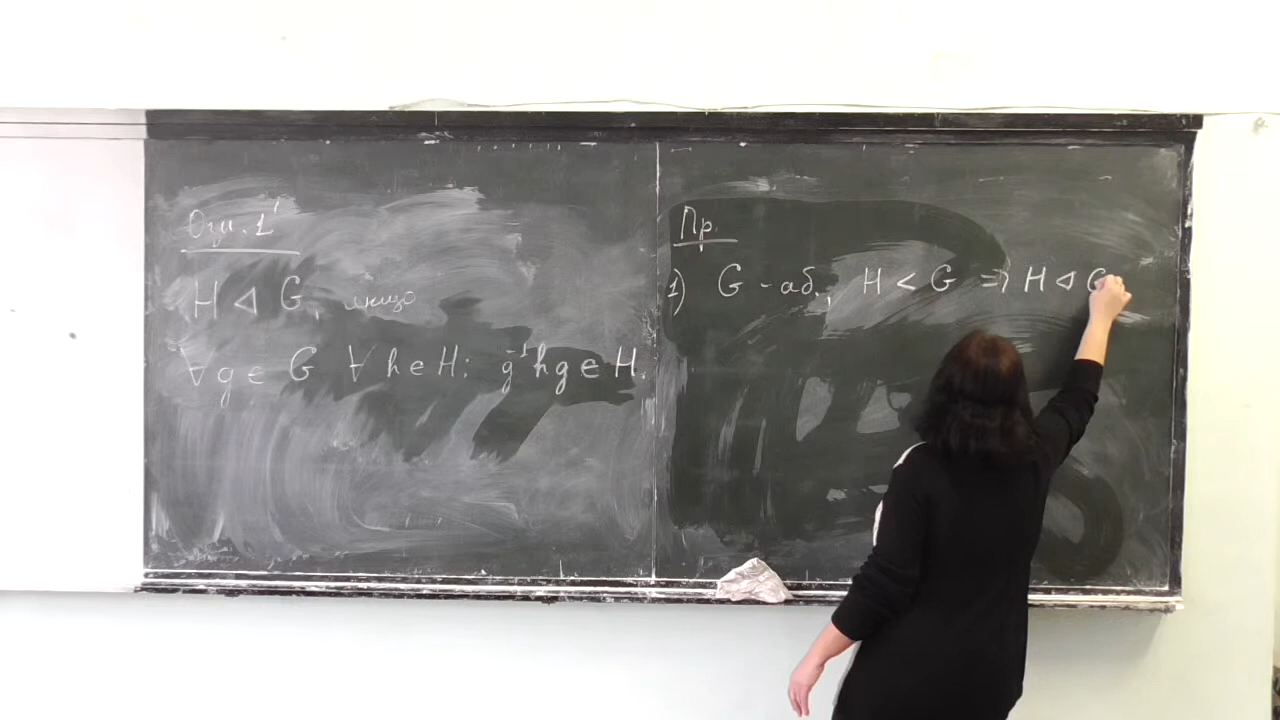 Озн. 1'
H ⊲ G, якщо
∀ g ∈ G ∀ h ∈ H: g⁻¹hg ∈ H.
Пр.
1) G - аб., H < G ⇒ H ⊲ G